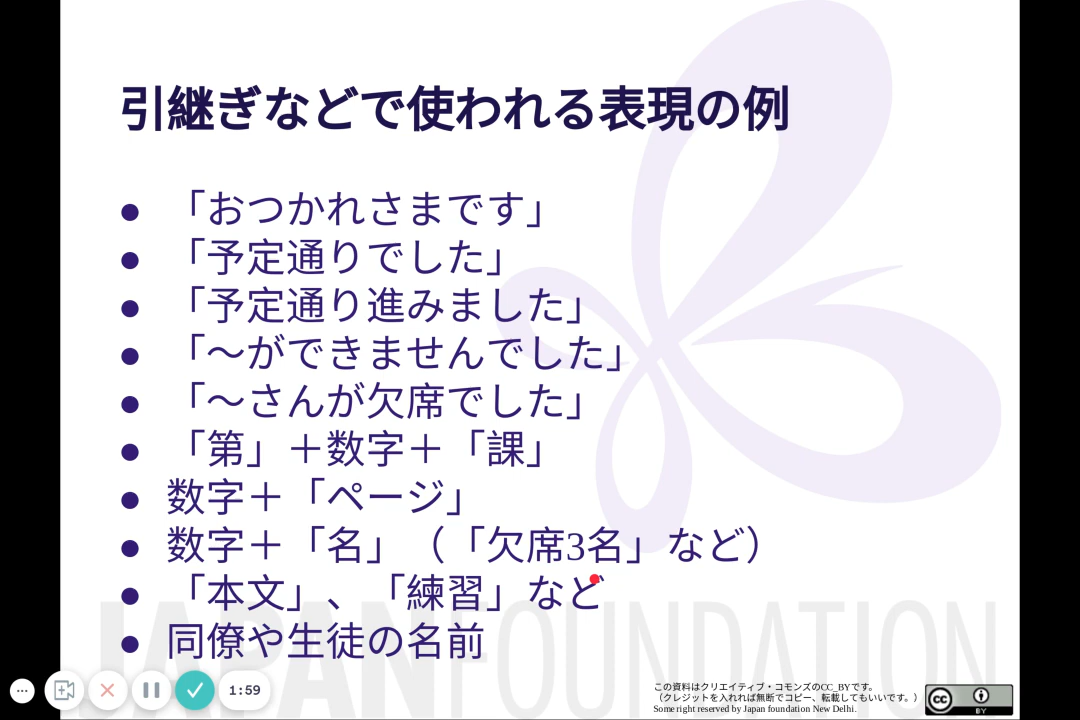 引継ぎなどで使われる表現の例
● 「おつかれさまです」
● 「予定通りでした」
● 「予定通り進みました」
● 「～ができませんでした」
● 「～さんが欠席でした」
● 「第」＋数字＋「課」
● 数字＋「ページ」
● 数字＋「名」（「欠席3名」など）
● 「本文」、「練習」など
● 同僚や生徒の名前
JAPANFOUNDATION
1:59
この資料はクリエイティブ・コモンズのCC_BYです。
（クレジットを入れれば無断でコピー、転載してもいいです。）
Some right reserved by Japan foundation New Delhi.
cc
BY